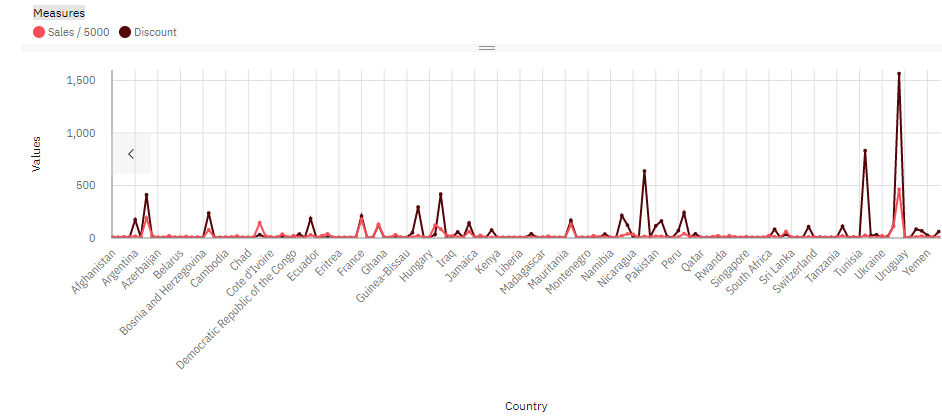 Measures
Sales / 5000 Discount
Values
1,500
1,000
500
0
Afghanistan
Argentina
Azerbaijan
Belarus
Bosnia and Herzegovina
Cambodia
Chad
Cote d'Ivoire
Democratic Republic of the Congo
Ecuador
Eritrea
France
Ghana
Guinea-Bissau
Hungary
Iraq
Jamaica
Kenya
Liberia
Madagascar
Mauritania
Montenegro
Namibia
Nicaragua
Pakistan
Peru
Qatar
Rwanda
Singapore
South Africa
Sri Lanka
Switzerland
Tanzania
Tunisia
Ukraine
Uruguay
Yemen
Country